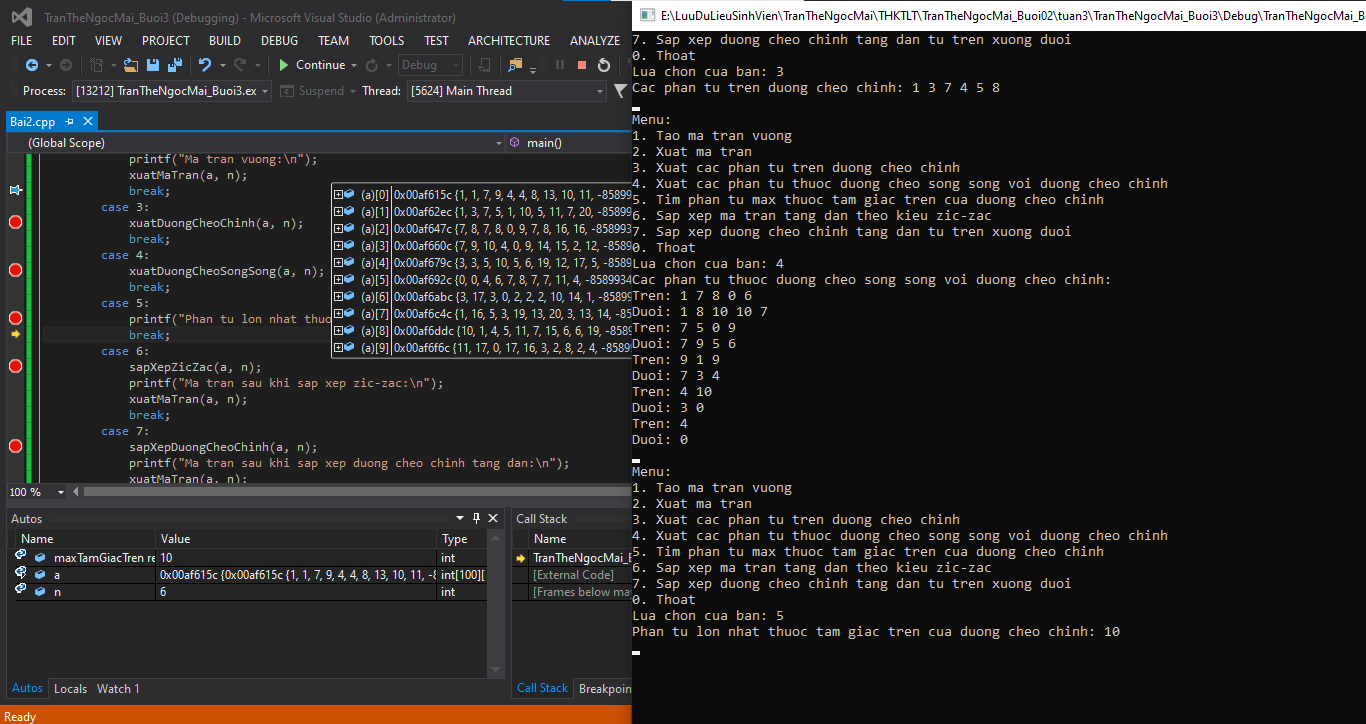 TranTheNgocMai_Buoi3 (Debugging) - Microsoft Visual Studio (Administrator)
FILE EDIT VIEW PROJECT BUILD DEBUG TEAM TOOLS TEST ARCHITECTURE ANALYZE
Continue Debug
Process: [13212] TranTheNgocMai_Buoi3.ex Suspend Thread: [5624] Main Thread
Bai2.cpp
(Global Scope) main()
printf("Ma tran vuong:\n");
xuatMaTran(a, n);
break;
case 3:
xuatDuongCheoChinh(a, n);
break;
case 4:
xuatDuongCheoSongSong(a, n);
break;
case 5:
printf("Phan tu lon nhat thuo
break;
case 6:
sapXepZicZac(a, n);
printf("Ma tran sau khi sap xep zic-zac:\n");
xuatMaTran(a, n);
break;
case 7:
sapXepDuongCheoChinh(a, n);
printf("Ma tran sau khi sap xep duong cheo chinh tang dan:\n");
xuatMaTran(a, n);
(a)[0] 0x00af615c {1, 1, 7, 9, 4, 4, 8, 13, 10, 11, -85899
(a)[1] 0x00af62ec {1, 3, 7, 5, 1, 10, 5, 11, 7, 20, -85899
(a)[2] 0x00af647c {7, 8, 7, 8, 0, 9, 7, 8, 16, 16, -858993
(a)[3] 0x00af660c {7, 9, 10, 4, 0, 9, 14, 15, 2, 12, -8589
(a)[4] 0x00af679c {3, 3, 5, 10, 5, 6, 19, 12, 17, 5, -85899
(a)[5] 0x00af692c {0, 0, 4, 6, 7, 8, 7, 7, 11, 4, -8589934
(a)[6] 0x00af6abc {3, 17, 3, 0, 2, 2, 2, 10, 14, 1, -85899
(a)[7] 0x00af6c4c {1, 16, 5, 3, 19, 13, 20, 3, 13, 14, -85
(a)[8] 0x00af6ddc {10, 1, 4, 5, 11, 7, 15, 6, 6, 19, -8589
(a)[9] 0x00af6f6c {11, 17, 0, 17, 16, 3, 2, 8, 2, 4, -8589
100 %
Autos
Name Value Type
maxTamGiacTren re 10 int
a 0x00af615c {0x00af615c {1, 1, 7, 9, 4, 4, 8, 13, 10, 11, -8 int[100][
n 6 int
Autos Locals Watch 1
Call Stack
Name
TranTheNgocMai_B
[External Code]
[Frames below ma
Call Stack Breakpoin
Ready
E:\LuuDuLieuSinhVien\TranTheNgocMai\THKTLT\TranTheNgocMai_Buoi02\tuan3\TranTheNgocMai_Buoi3\Debug\TranTheNgocMai_B
7. Sap xep duong cheo chinh tang dan tu tren xuong duoi
0. Thoat
Lua chon cua ban: 3
Cac phan tu tren duong cheo chinh: 1 3 7 4 5 8
Menu:
1. Tao ma tran vuong
2. Xuat ma tran
3. Xuat cac phan tu tren duong cheo chinh
4. Xuat cac phan tu thuoc duong cheo song song voi duong cheo chinh
5. Tim phan tu max thuoc tam giac tren cua duong cheo chinh
6. Sap xep ma tran tang dan theo kieu zic-zac
7. Sap xep duong cheo chinh tang dan tu tren xuong duoi
0. Thoat
Lua chon cua ban: 4
Cac phan tu thuoc duong cheo song song voi duong cheo chinh:
Tren: 1 7 8 0 6
Duoi: 1 8 10 10 7
Tren: 7 5 0 9
Duoi: 7 9 5 6
Tren: 9 1 9
Duoi: 7 3 4
Tren: 4 10
Duoi: 3 0
Tren: 4
Duoi: 0
Menu:
1. Tao ma tran vuong
2. Xuat ma tran
3. Xuat cac phan tu tren duong cheo chinh
4. Xuat cac phan tu thuoc duong cheo song song voi duong cheo chinh
5. Tim phan tu max thuoc tam giac tren cua duong cheo chinh
6. Sap xep ma tran tang dan theo kieu zic-zac
7. Sap xep duong cheo chinh tang dan tu tren xuong duoi
0. Thoat
Lua chon cua ban: 5
Phan tu lon nhat thuoc tam giac tren cua duong cheo chinh: 10